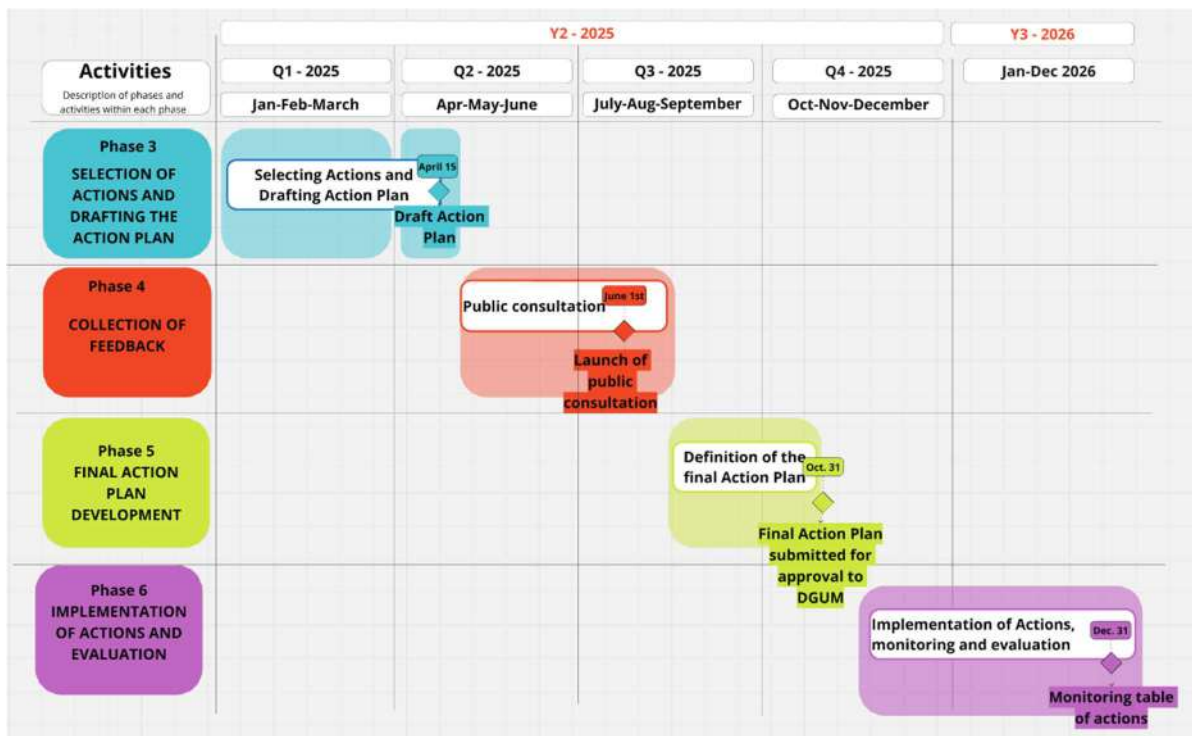 Y2 - 2025
Y3 - 2026
Activities
Description of phases and
activities within each phase
Q1 - 2025
Q2 - 2025
Q3 - 2025
Q4 - 2025
Jan-Dec 2026
Jan-Feb-March
Apr-May-June
July-Aug-September
Oct-Nov-December
Phase 3
SELECTION OF
ACTIONS AND
DRAFTING THE
ACTION PLAN
Selecting Actions and
Drafting Action Plan
April 15
Draft Action
Plan
Phase 4
COLLECTION OF
FEEDBACK
Public consultation
June 1st
Launch of
public
consultation
Phase 5
FINAL ACTION
PLAN
DEVELOPMENT
Definition of the
final Action Plan
Oct. 31
Final Action Plan
submitted for
approval to
DGUM
Phase 6
IMPLEMENTATION
OF ACTIONS AND
EVALUATION
Implementation of Actions,
monitoring and evaluation
Dec. 31
Monitoring table
of actions